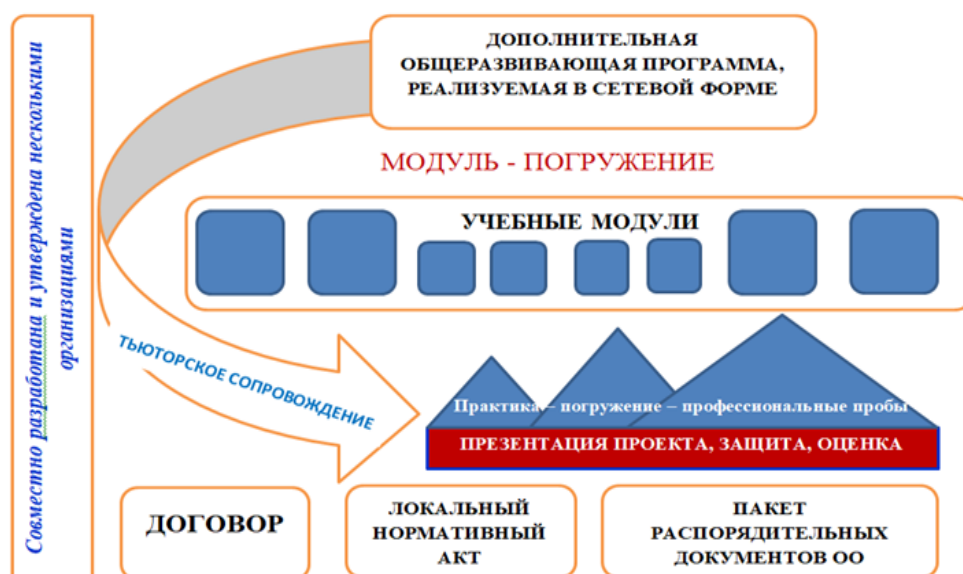 Совместно разработана и утверждена несколькими
организациями
ДОПОЛНИТЕЛЬНАЯ
ОБЩЕРАЗВИВАЮЩАЯ ПРОГРАММА,
РЕАЛИЗУЕМАЯ В СЕТЕВОЙ ФОРМЕ
МОДУЛЬ - ПОГРУЖЕНИЕ
УЧЕБНЫЕ МОДУЛИ
ТЬЮТОРСКОЕ СОПРОВОЖДЕНИЕ
Практика – погружение – профессиональные пробы
ПРЕЗЕНТАЦИЯ ПРОЕКТА, ЗАЩИТА, ОЦЕНКА
ДОГОВОР
ЛОКАЛЬНЫЙ
НОРМАТИВНЫЙ
АКТ
ПАКЕТ
РАСПОРЯДИТЕЛЬНЫХ
ДОКУМЕНТОВ ОО